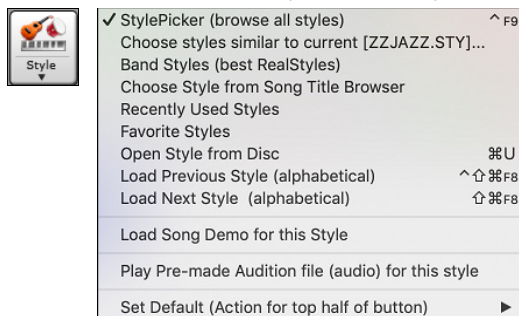 Style
✓ StylePicker (browse all styles) ^ F9
Choose styles similar to current [ZZJAZZ.STY]...
Band Styles (best RealStyles)
Choose Style from Song Title Browser
Recently Used Styles
Favorite Styles
Open Style from Disc ⌘U
Load Previous Style (alphabetical) ^⇧⌘F8
Load Next Style (alphabetical) ⇧⌘F8
Load Song Demo for this Style
Play Pre-made Audition file (audio) for this style
Set Default (Action for top half of button)